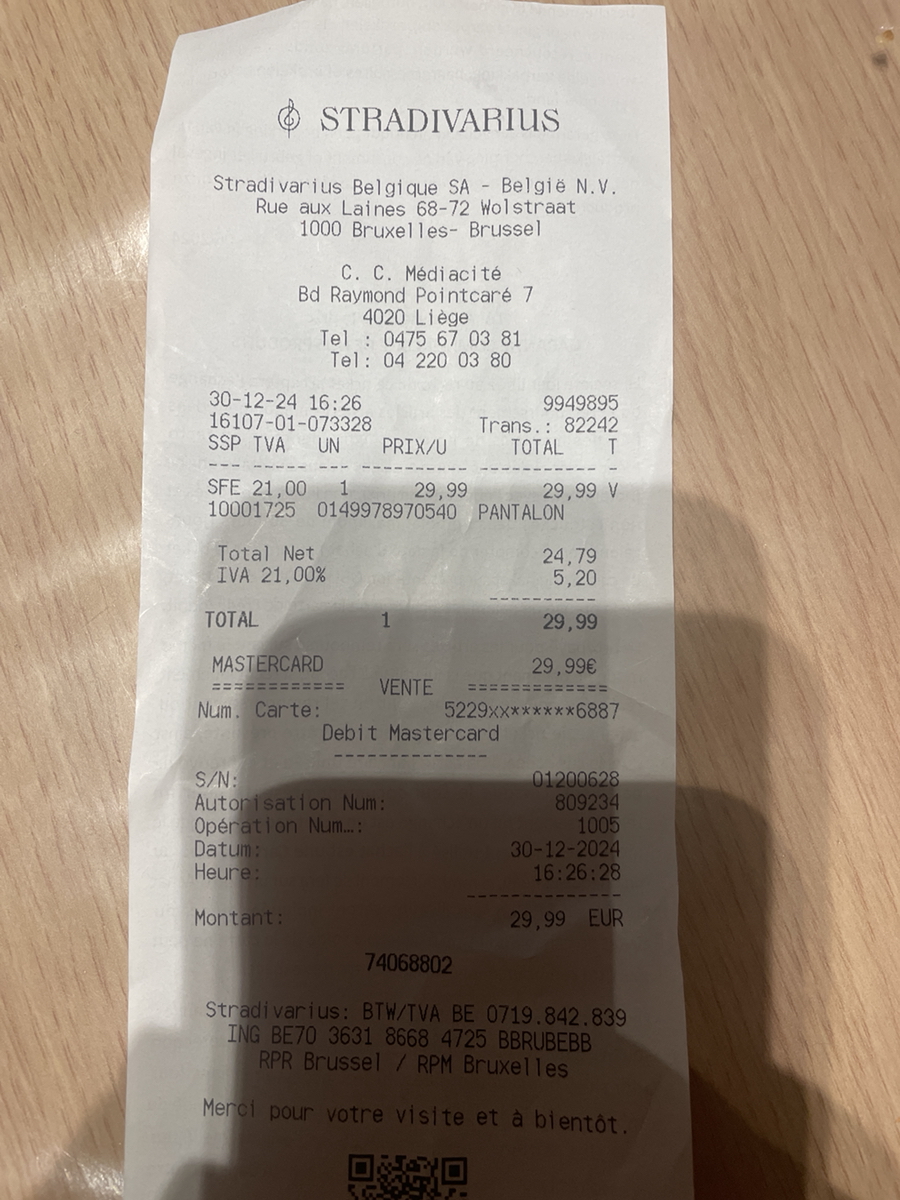 STRADIVARIUS
Stradivarius Belgique SA - België N.V.
Rue aux Laines 68-72 Wolstraat
1000 Bruxelles- Brussel
C. C. Médiacité
Bd Raymond Pointcaré 7
4020 Liège
Tel : 0475 67 03 81
Tel: 04 220 03 80
30-12-24 16:26 9949895
16107-01-073328 Trans.: 82242
SSP TVA UN PRIX/U TOTAL T
--- ---- --- ---------- ----------- -
SFE 21,00 1 29,99 29,99 V
10001725 0149978970540 PANTALON
Total Net 24,79
IVA 21,00% 5,20
----------
TOTAL 1 29,99
MASTERCARD 29,99€
============ VENTE =============
Num. Carte: 5229xx******6887
Debit Mastercard
--------------
S/N: 01200628
Autorisation Num: 809234
Opération Num…: 1005
Datum: 30-12-2024
Heure: 16:26:28
--------------
Montant: 29,99 EUR
74068802
Stradivarius: BTW/TVA BE 0719.842.839
ING BE70 3631 8668 4725 BBRUBEBB
RPR Brussel / RPM Bruxelles
Merci pour votre visite et à bientôt.